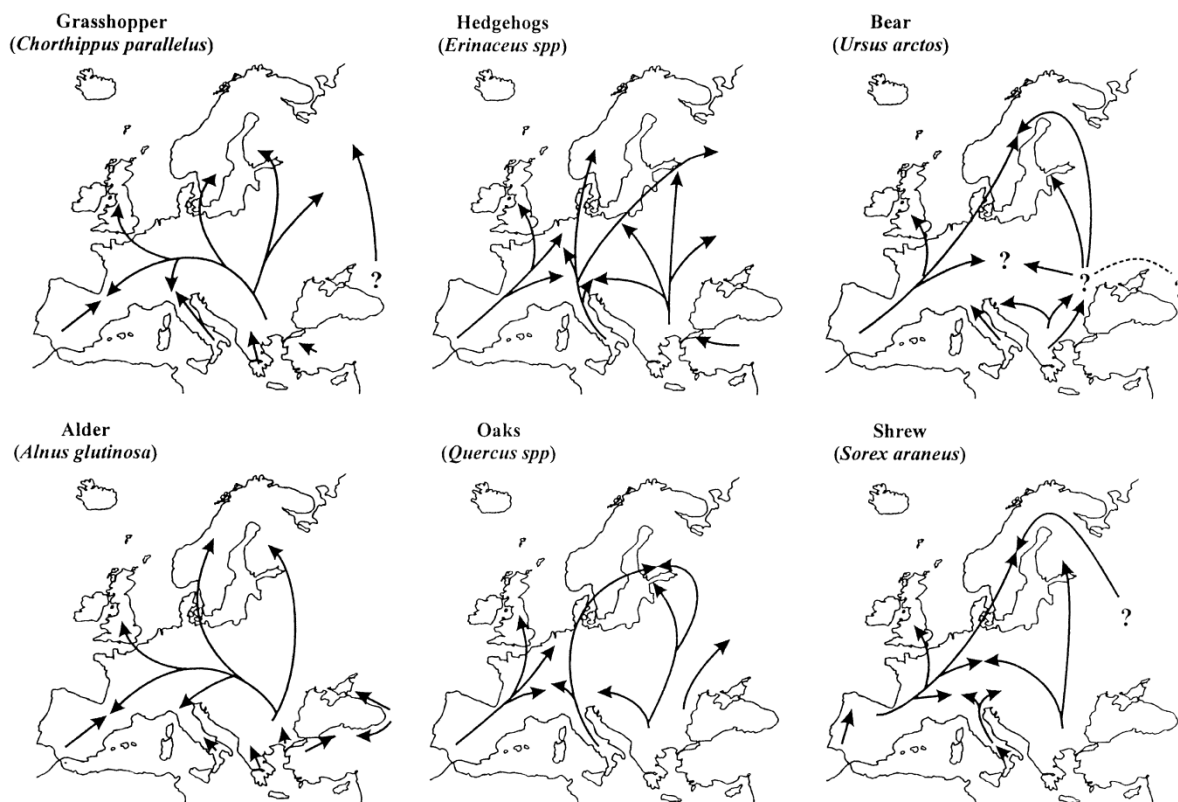 Grasshopper
(Chorthippus parallelus)
Hedgehogs
(Erinaceus spp)
Bear
(Ursus arctos)
?
?
?
?
Alder
(Alnus glutinosa)
Oaks
(Quercus spp)
Shrew
(Sorex araneus)
?